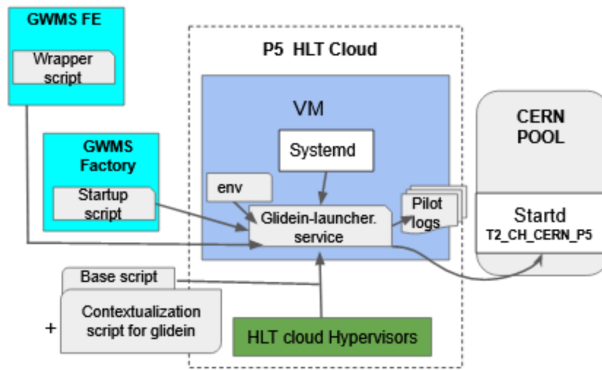 GWMS FE
Wrapper
script
P5 HLT Cloud
VM
CERN
POOL
Systemd
GWMS
Factory
env
Startup
script
Glidein-launcher.
service
Pilot
logs
Startd
T2_CH_CERN_P5
Base script
+
Contextualization
script for glidein
HLT cloud Hypervisors